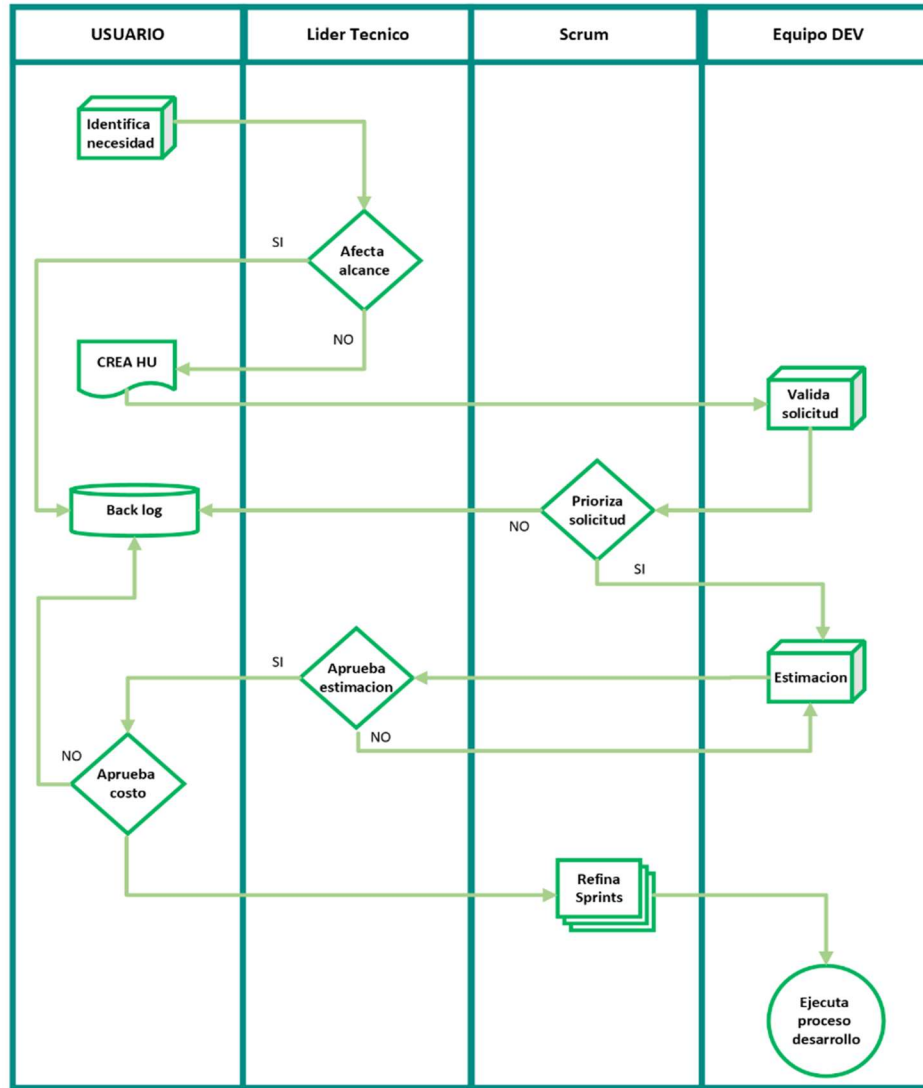 USUARIO
Lider Tecnico
Scrum
Equipo DEV
Identifica
necesidad
SI
Afecta
alcance
NO
CREA HU
Valida
solicitud
Back log
NO
Prioriza
solicitud
SI
SI
Aprueba
estimacion
NO
Estimacion
NO
Aprueba
costo
Refina
Sprints
Ejecuta
proceso
desarrollo